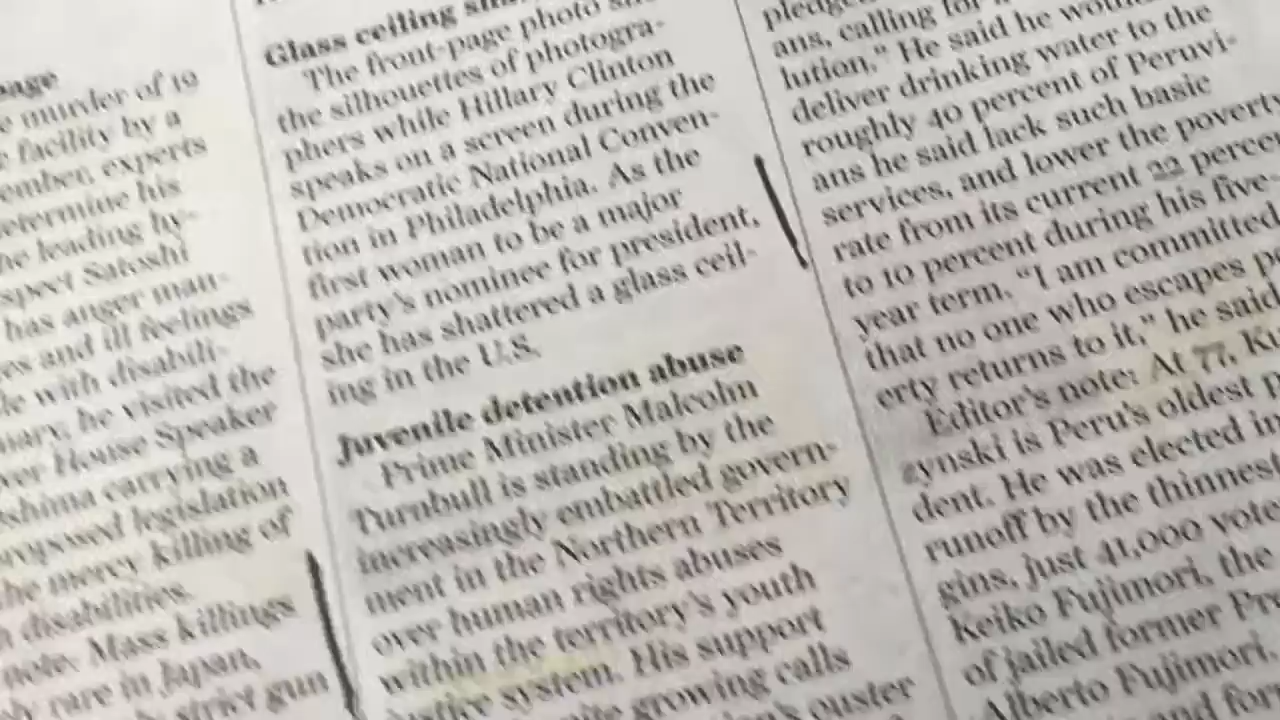 page
murder of 19
facility by a
ember, experts
etermine his
he leading hy-
spect Satoshi
has anger man-
es and ill feelings
le with disabili-
uary, he visited the
ver House Speaker
shima carrying a
legislation
he mercy killing of
disabilities.
note: Mass killings
rare in Japan,
strict gun
Glass ceiling
The front-page photo
the silhouettes of photogra-
phers while Hillary Clinton
speaks on a screen during the
Democratic National Conven-
tion in Philadelphia. As the
first woman to be a major
party's nominee for president,
she has shattered a glass ceil-
ing in the U.S.
Juvenile detention abuse
Prime Minister Malcolm
Turnbull is standing by the
increasingly embattled govern-
ment in the Northern Territory
over human rights abuses
within the territory's youth
justice system. His support
growing calls
ouster
pledge
ans, calling for
lution," He said he would
deliver drinking water to the
roughly 40 percent of Peruvi-
ans he said lack such basic
services, and lower the poverty
rate from its current 22 percen
to 10 percent during his five-
year term. "I am committed
that no one who escapes po
erty returns to it," he said
Editor's note: At 77, Ku
zynski is Peru's oldest p
dent. He was elected in
runoff by the thinnest
gins, just 41,000 vote
Keiko Fujimori, the
of jailed former Pre
Alberto Fujimori,
and for